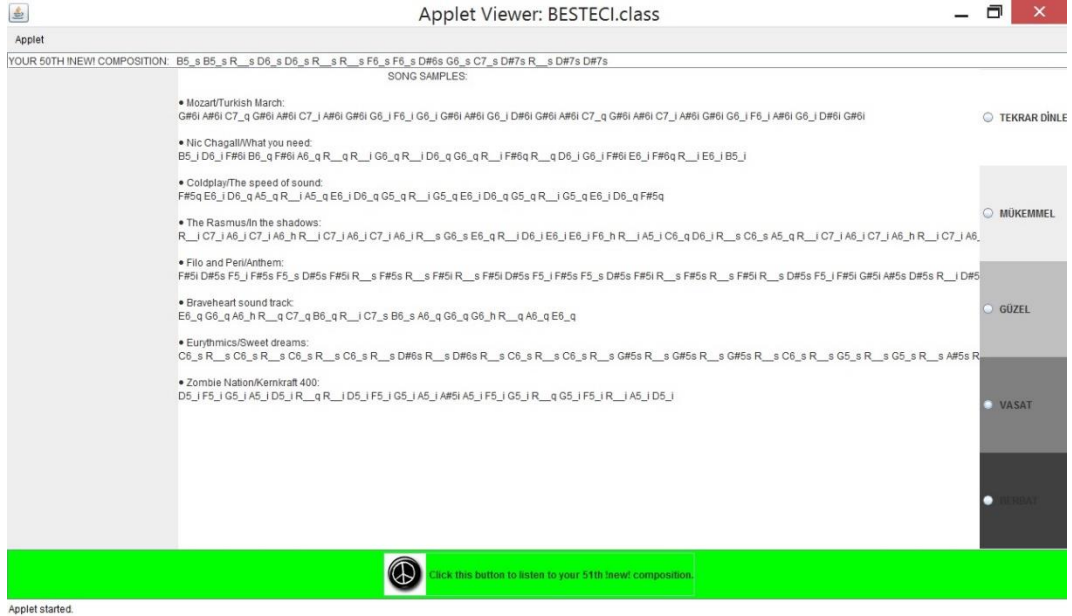 Applet Viewer: BESTECI.class
Applet
YOUR 50TH !NEW! COMPOSITION: B5_s B5_s R__s D6_s D6_s R__s R__s F6_s F6_s D#6s G6_s C7_s D#7s R__s D#7s D#7s
SONG SAMPLES:
• Mozart/Turkish March:
G#6i A#6i C7_q G#6i A#6i C7_i A#6i G#6i G6_i F6_i G6_i G#6i A#6i G6_i D#6i G#6i A#6i C7_q G#6i A#6i C7_i A#6i G#6i G6_i F6_i A#6i G6_i D#6i G#6i
• Nic Chagall/What you need:
B5_i D6_i F#6i B6_q F#6i A6_q R__q R__i G6_q R__i D6_q G6_q R__i F#6q R__q D6_i G6_i F#6i E6_i F#6q R__i E6_i B5_i
• Coldplay/The speed of sound:
F#5q E6_i D6_q A5_q R__i A5_q E6_i D6_q G5_q R__i G5_q E6_i D6_q G5_q R__i G5_q E6_i D6_q F#5q
• The Rasmus/In the shadows:
R__i C7_i A6_i C7_i A6_h R__i C7_i A6_i C7_i A6_i R__s G6_s E6_q R__i D6_i E6_i E6_i F6_h R__i A5_i C6_q D6_i R__s C6_s A5_q R__i C7_i A6_i C7_i A6_h R__i C7_i A6_
• Filo and Peri/Anthem:
F#5i D#5s F5_i F#5s F5_s D#5s F#5i R__s F#5s R__s F#5i R__s F#5i D#5s F5_i F#5s F5_s D#5s F#5i R__s F#5s R__s F#5i R__s D#5s F5_i F#5i G#5i A#5s D#5s R__i D#5
• Braveheart sound track:
E6_q G6_q A6_h R__q C7_q B6_q R__i C7_s B6_s A6_q G6_q G6_h R__q A6_q E6_q
• Eurythmics/Sweet dreams:
C6_s R__s C6_s R__s C6_s R__s C6_s R__s D#6s R__s D#6s R__s C6_s R__s C6_s R__s G#5s R__s G#5s R__s G#5s R__s C6_s R__s G5_s R__s G5_s R__s A#5s R
• Zombie Nation/Kernkraft 400:
D5_i F5_i G5_i A5_i D5_i R__q R__i D5_i F5_i G5_i A5_i A#5i A5_i F5_i G5_i R__q G5_i F5_i R__i A5_i D5_i
TEKRAR DİNLE
MÜKEMMEL
GÜZEL
VASAT
BERBAT
Click this button to listen to your 51th !new! composition.
Applet started.